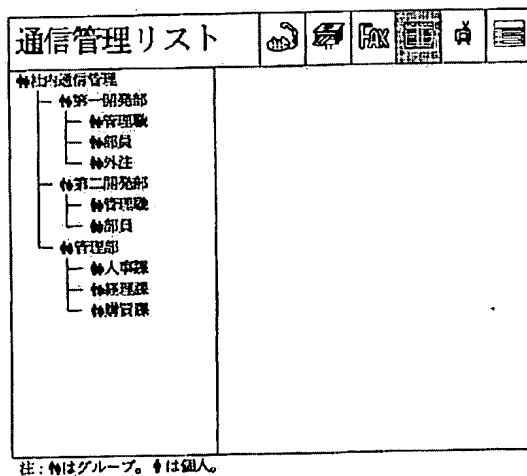 通信管理リスト
FAX
社内通信管理
第一開発部
管理職
部員
外注
第二開発部
管理職
部員
管理部
人事課
経理課
購買課
注：はグループ。は個人。